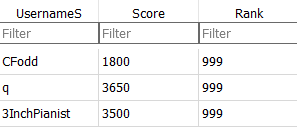 UsernameS Score Rank
Filter Filter Filter
CFodd 1800 999
q 3650 999
3InchPianist 3500 999